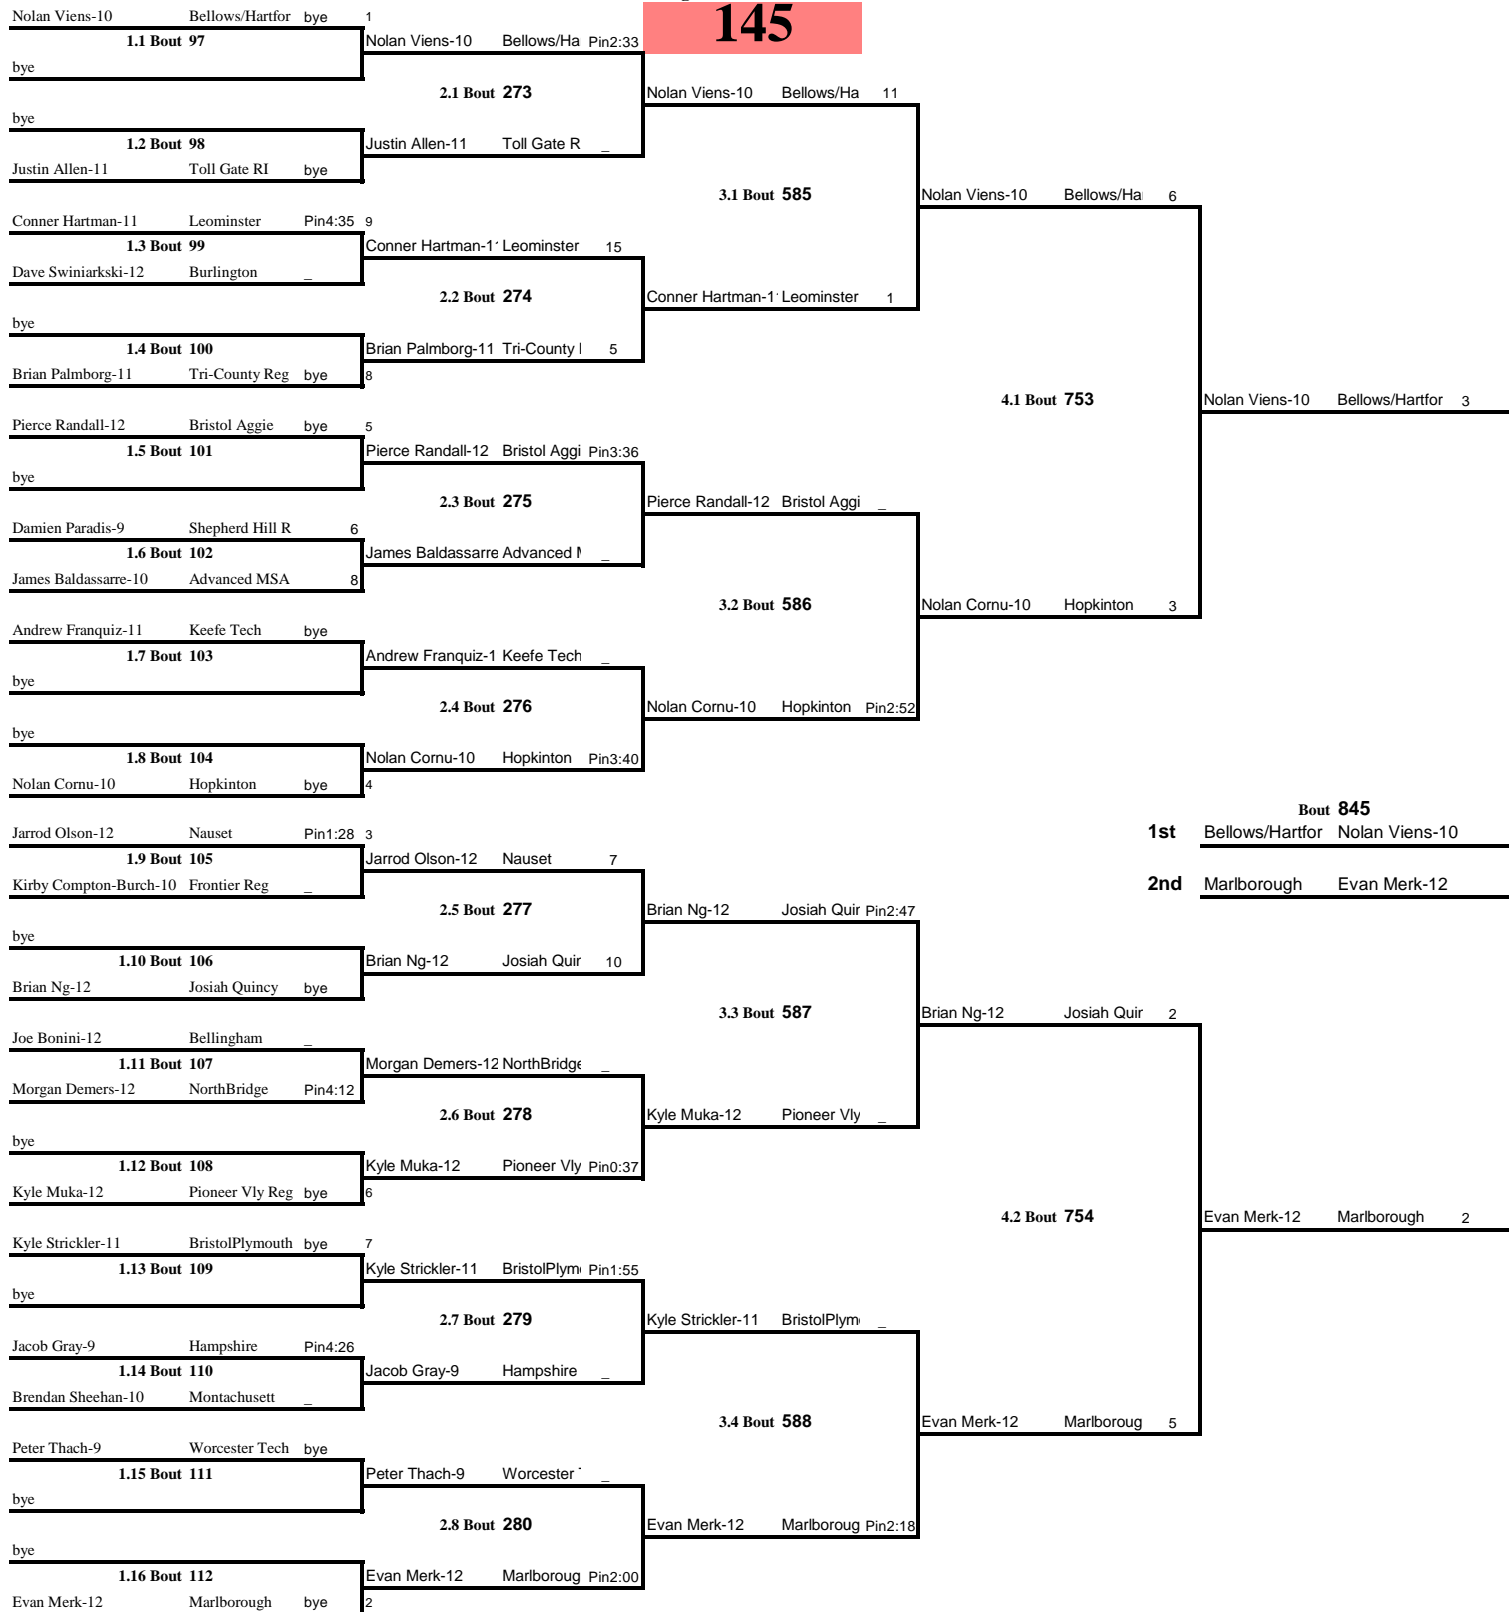 145
Nolan Viens-10 Bellows/Hartfor bye 1
1.1 Bout 97
bye
bye
1.2 Bout 98
Justin Allen-11 Toll Gate RI bye
Conner Hartman-11 Leominster Pin4:35 9
1.3 Bout 99
Dave Swiniarkski-12 Burlington _
bye
1.4 Bout 100
Brian Palmborg-11 Tri-County Reg bye 8
Pierce Randall-12 Bristol Aggie bye 5
1.5 Bout 101
bye
Damien Paradis-9 Shepherd Hill R 6
1.6 Bout 102
James Baldassarre-10 Advanced MSA 8
Andrew Franquiz-11 Keefe Tech bye
1.7 Bout 103
bye
bye
1.8 Bout 104
Nolan Cornu-10 Hopkinton bye 4
Jarrod Olson-12 Nauset Pin1:28 3
1.9 Bout 105
Kirby Compton-Burch-10 Frontier Reg _
bye
1.10 Bout 106
Brian Ng-12 Josiah Quincy bye
Joe Bonini-12 Bellingham _
1.11 Bout 107
Morgan Demers-12 NorthBridge Pin4:12
bye
1.12 Bout 108
Kyle Muka-12 Pioneer Vly Reg bye 6
Kyle Strickler-11 BristolPlymouth bye 7
1.13 Bout 109
bye
Jacob Gray-9 Hampshire Pin4:26
1.14 Bout 110
Brendan Sheehan-10 Montachusett _
Peter Thach-9 Worcester Tech bye
1.15 Bout 111
bye
bye
1.16 Bout 112
Evan Merk-12 Marlborough bye 2
Nolan Viens-10 Bellows/Ha Pin2:33
2.1 Bout 273
Justin Allen-11 Toll Gate R _
Conner Hartman-1 Leominster 15
2.2 Bout 274
Brian Palmborg-11 Tri-County 5
Pierce Randall-12 Bristol Aggi Pin3:36
2.3 Bout 275
James Baldassarre Advanced _
Andrew Franquiz-1 Keefe Tech _
2.4 Bout 276
Nolan Cornu-10 Hopkinton Pin3:40
Jarrod Olson-12 Nauset 7
2.5 Bout 277
Brian Ng-12 Josiah Quir 10
Morgan Demers-12 NorthBridge _
2.6 Bout 278
Kyle Muka-12 Pioneer Vly Pin0:37
Kyle Strickler-11 BristolPlym Pin1:55
2.7 Bout 279
Jacob Gray-9 Hampshire _
Peter Thach-9 Worcester _
2.8 Bout 280
Evan Merk-12 Marlboroug Pin2:00
Nolan Viens-10 Bellows/Ha 11
3.1 Bout 585
Conner Hartman-1 Leominster 1
Pierce Randall-12 Bristol Aggi _
3.2 Bout 586
Nolan Cornu-10 Hopkinton Pin2:52
Brian Ng-12 Josiah Quir Pin2:47
3.3 Bout 587
Kyle Muka-12 Pioneer Vly _
Kyle Strickler-11 BristolPlym _
3.4 Bout 588
Evan Merk-12 Marlboroug Pin2:18
Nolan Viens-10 Bellows/Ha 6
4.1 Bout 753
Nolan Cornu-10 Hopkinton 3
Brian Ng-12 Josiah Quir 2
4.2 Bout 754
Evan Merk-12 Marlboroug 5
Nolan Viens-10 Bellows/Hartfor 3
Bout 845
1st Bellows/Hartfor Nolan Viens-10
2nd Marlborough Evan Merk-12
Evan Merk-12 Marlborough 2